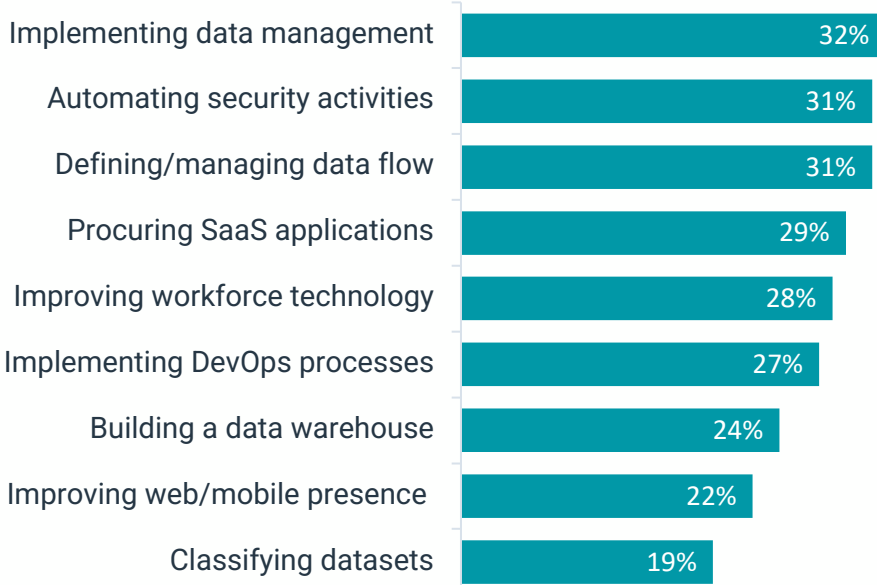 Implementing data management 32%
Automating security activities 31%
Defining/managing data flow 31%
Procuring SaaS applications 29%
Improving workforce technology 28%
Implementing DevOps processes 27%
Building a data warehouse 24%
Improving web/mobile presence 22%
Classifying datasets 19%